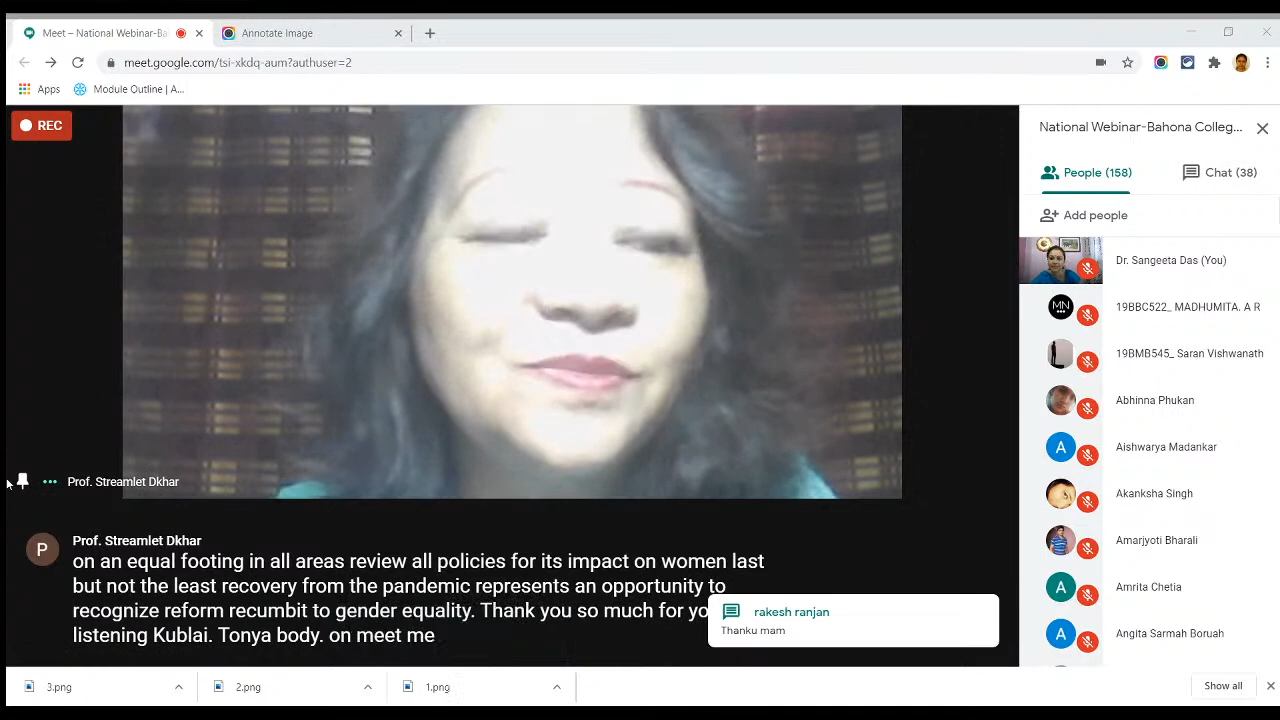 Meet – National Webinar-Ba
Annotate Image
meet.google.com/tsi-xkdq-aum?authuser=2
Apps
Module Outline | A...
REC
National Webinar-Bahona Colleg...
People (158)
Chat (38)
Add people
Dr. Sangeeta Das (You)
MN
19BBC522_ MADHUMITA. A R
19BMB545_ Saran Vishwanath
Abhinna Phukan
A
Aishwarya Madankar
Akanksha Singh
Amarjyoti Bharali
A
Amrita Chetia
A
Angita Sarmah Boruah
Prof. Streamlet Dkhar
P
Prof. Streamlet Dkhar
on an equal footing in all areas review all policies for its impact on women last
but not the least recovery from the pandemic represents an opportunity to
recognize reform recumbit to gender equality. Thank you so much for yo
listening Kublai. Tonya body. on meet me
rakesh ranjan
Thanku mam
3.png
2.png
1.png
Show all